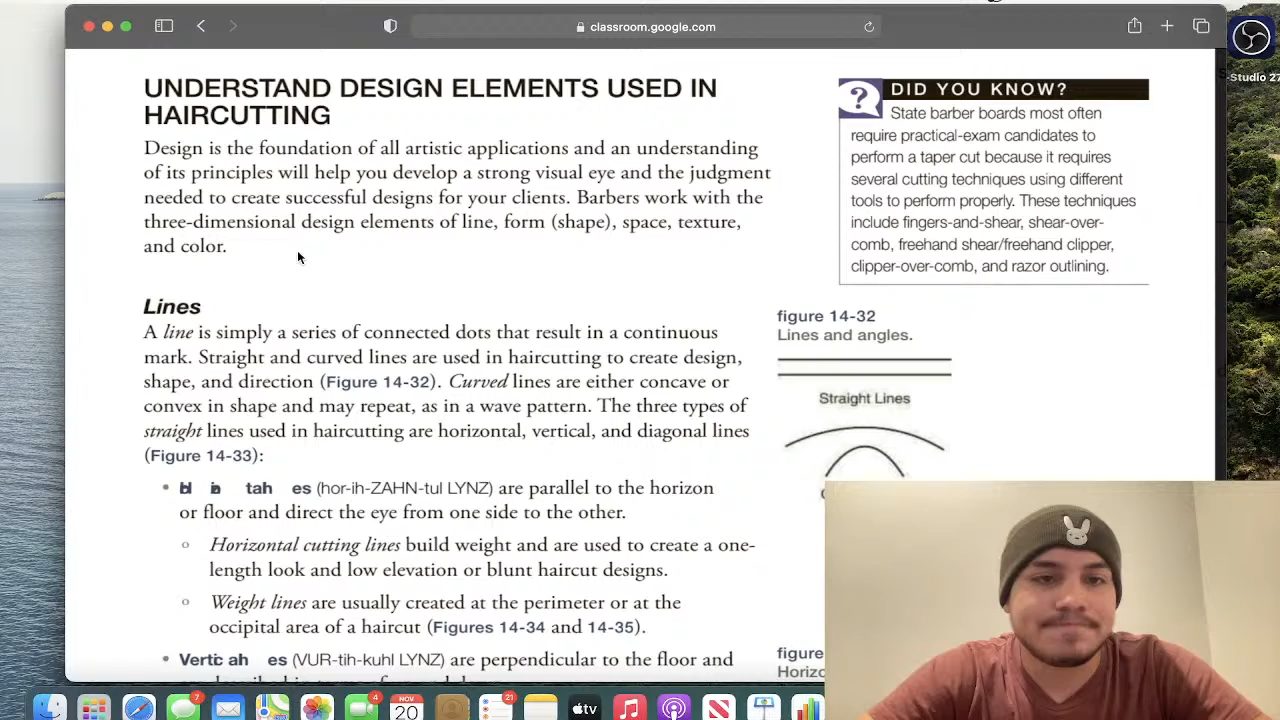 classroom.google.com
UNDERSTAND DESIGN ELEMENTS USED IN
HAIRCUTTING
Design is the foundation of all artistic applications and an understanding
of its principles will help you develop a strong visual eye and the judgment
needed to create successful designs for your clients. Barbers work with the
three-dimensional design elements of line, form (shape), space, texture,
and color.
Lines
A line is simply a series of connected dots that result in a continuous
mark. Straight and curved lines are used in haircutting to create design,
shape, and direction (Figure 14-32). Curved lines are either concave or
convex in shape and may repeat, as in a wave pattern. The three types of
straight lines used in haircutting are horizontal, vertical, and diagonal lines
(Figure 14-33):
• es (hor-ih-ZAHN-tul LYNZ) are parallel to the horizon
or floor and direct the eye from one side to the other.
o Horizontal cutting lines build weight and are used to create a one-
length look and low elevation or blunt haircut designs.
o Weight lines are usually created at the perimeter or at the
occipital area of a haircut (Figures 14-34 and 14-35).
• es (VUR-tih-kuhl LYNZ) are perpendicular to the floor and
? DID YOU KNOW?
State barber boards most often
require practical-exam candidates to
perform a taper cut because it requires
several cutting techniques using different
tools to perform properly. These techniques
include fingers-and-shear, shear-over-
comb, freehand shear/freehand clipper,
clipper-over-comb, and razor outlining.
figure 14-32
Lines and angles.
Straight Lines
figure
Horizo
Studio 27
7
4
NOV
20
21
tv